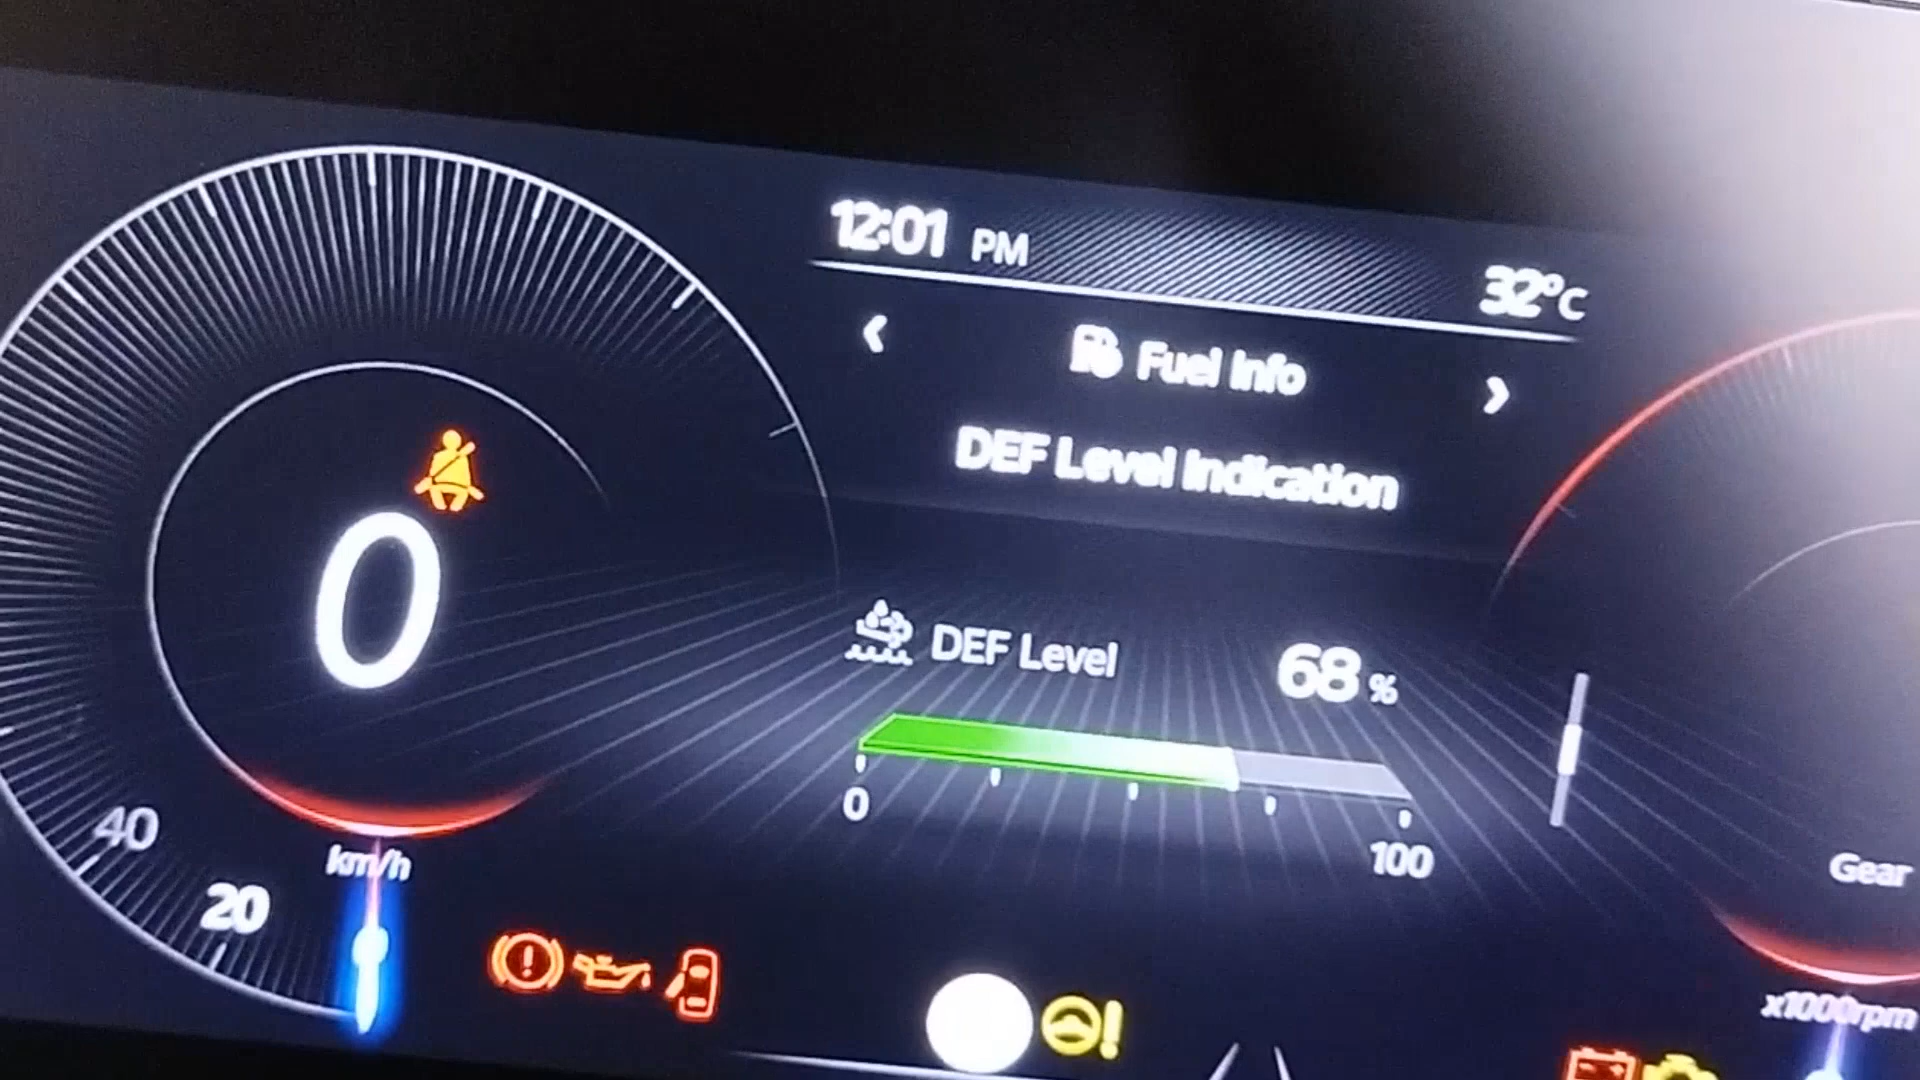 12:01 PM
32°C
Fuel Info
DEF Level Indication
0
DEF Level
68 %
0
100
40
20
km/h
Gear
x1000rpm